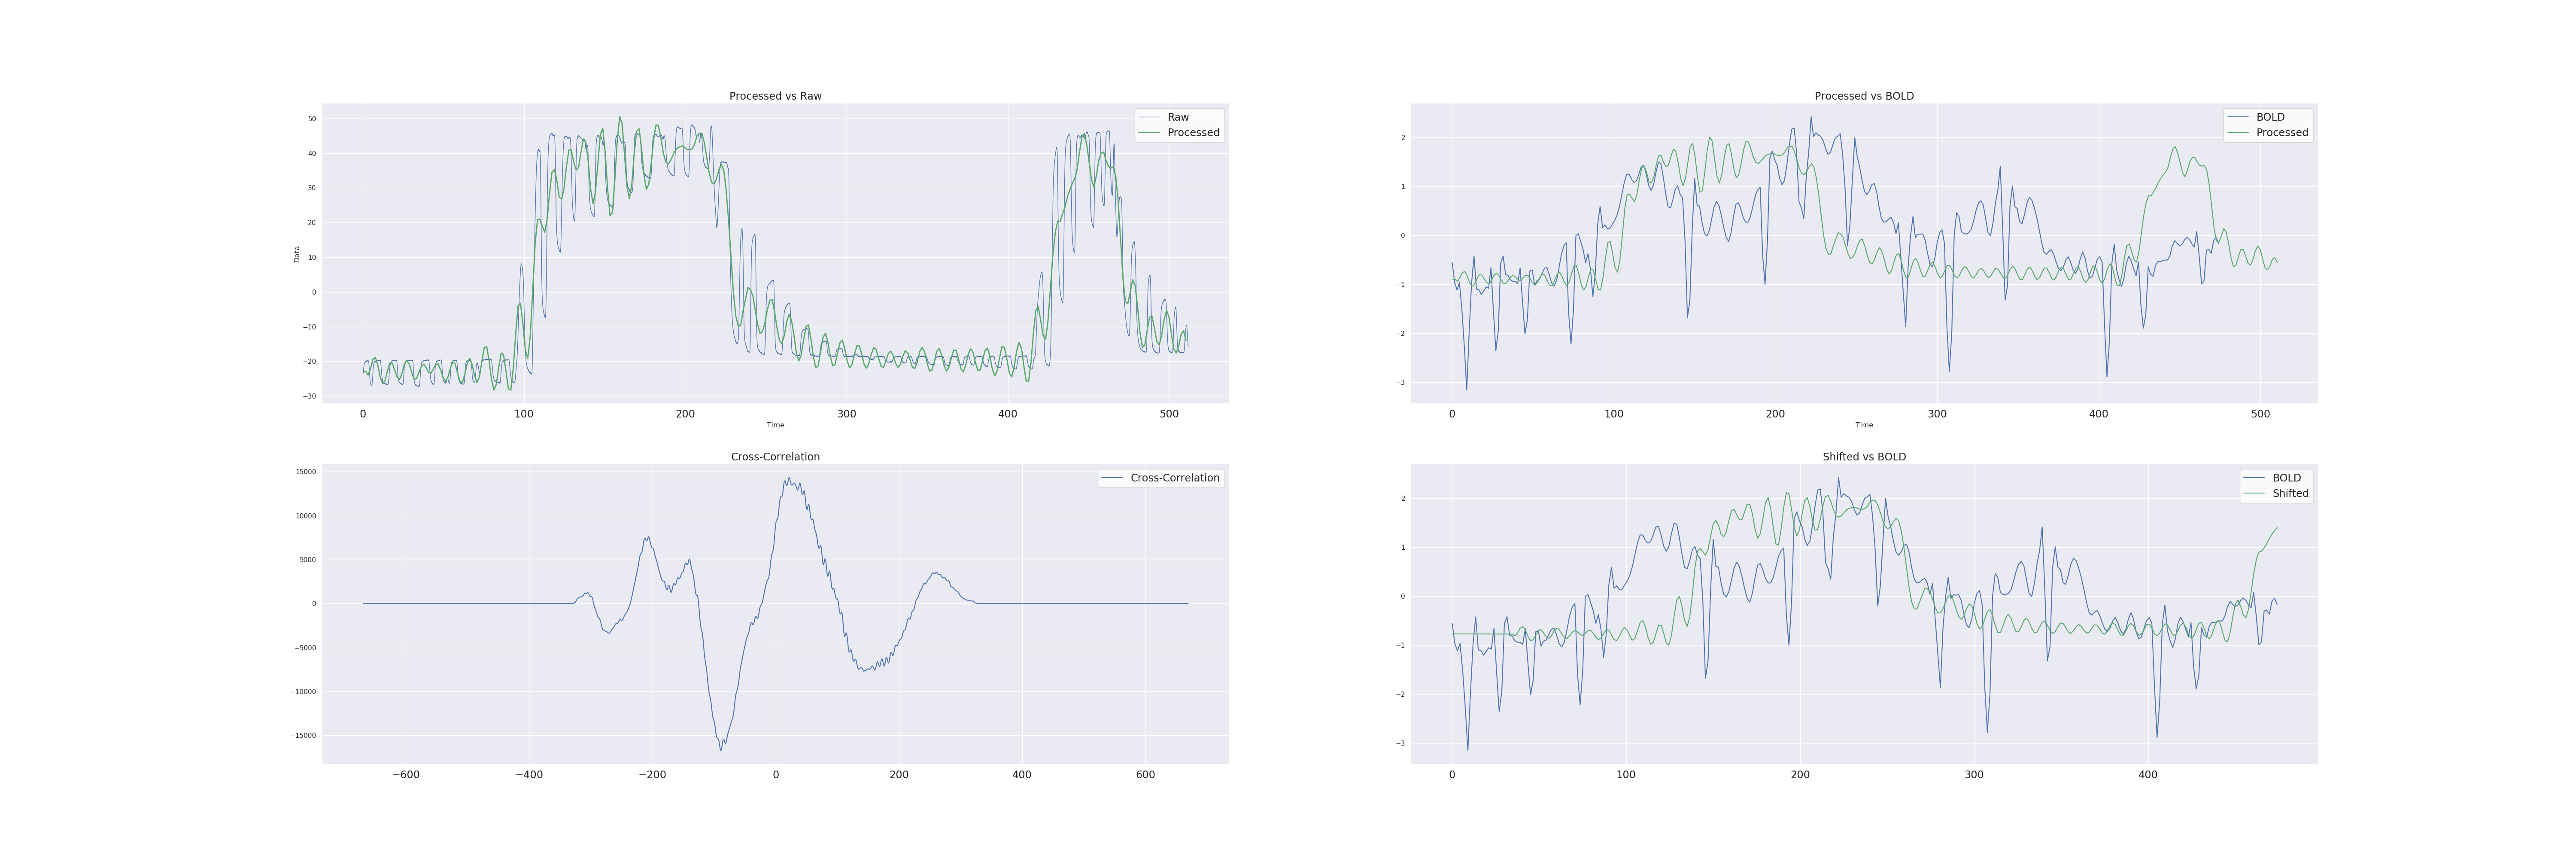 Processed vs Raw
Raw
Processed
Data
50
40
30
20
10
0
−10
−20
−30
0 100 200 300 400 500
Time
Processed vs BOLD
BOLD
Processed
2
1
0
−1
−2
−3
0 100 200 300 400 500
Time
Cross-Correlation
Cross-Correlation
15000
10000
5000
0
−5000
−10000
−15000
−600 −400 −200 0 200 400 600
Shifted vs BOLD
BOLD
Shifted
2
1
0
−1
−2
−3
0 100 200 300 400